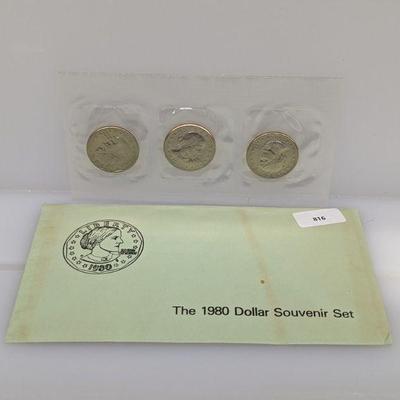 816
LIBERTY
1980
The 1980 Dollar Souvenir Set